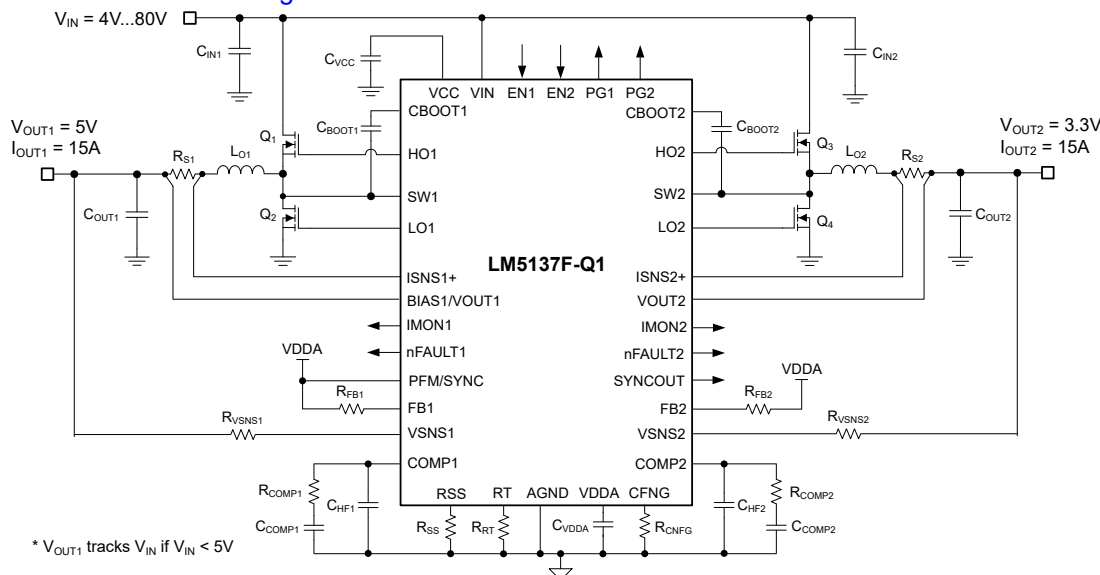 V_IN = 4V...80V
C_IN1
C_VCC
C_IN2
VCC VIN EN1 EN2 PG1 PG2
CBOOT1 CBOOT2
C_BOOT1
C_BOOT2
V_OUT1 = 5V
I_OUT1 = 15A
V_OUT2 = 3.3V
I_OUT2 = 15A
Q_1
HO1 HO2
Q_3
R_S1 L_O1
L_O2 R_S2
SW1 SW2
C_OUT1
Q_2
LO1 LO2
Q_4
C_OUT2
LM5137F-Q1
ISNS1+ ISNS2+
BIAS1/VOUT1 VOUT2
IMON1 IMON2
nFAULT1 nFAULT2
VDDA VDDA
PFM/SYNC SYNCOUT
R_FB1 FB1 FB2 R_FB2
R_VSNS1 VSNS1 VSNS2 R_VSNS2
COMP1 COMP2
R_COMP1 C_HF1 C_HF2 R_COMP2
RSS RT AGND VDDA CFNG
C_COMP1 R_SS R_RT C_VDDA R_CNFG C_COMP2
* V_OUT1 tracks V_IN if V_IN < 5V